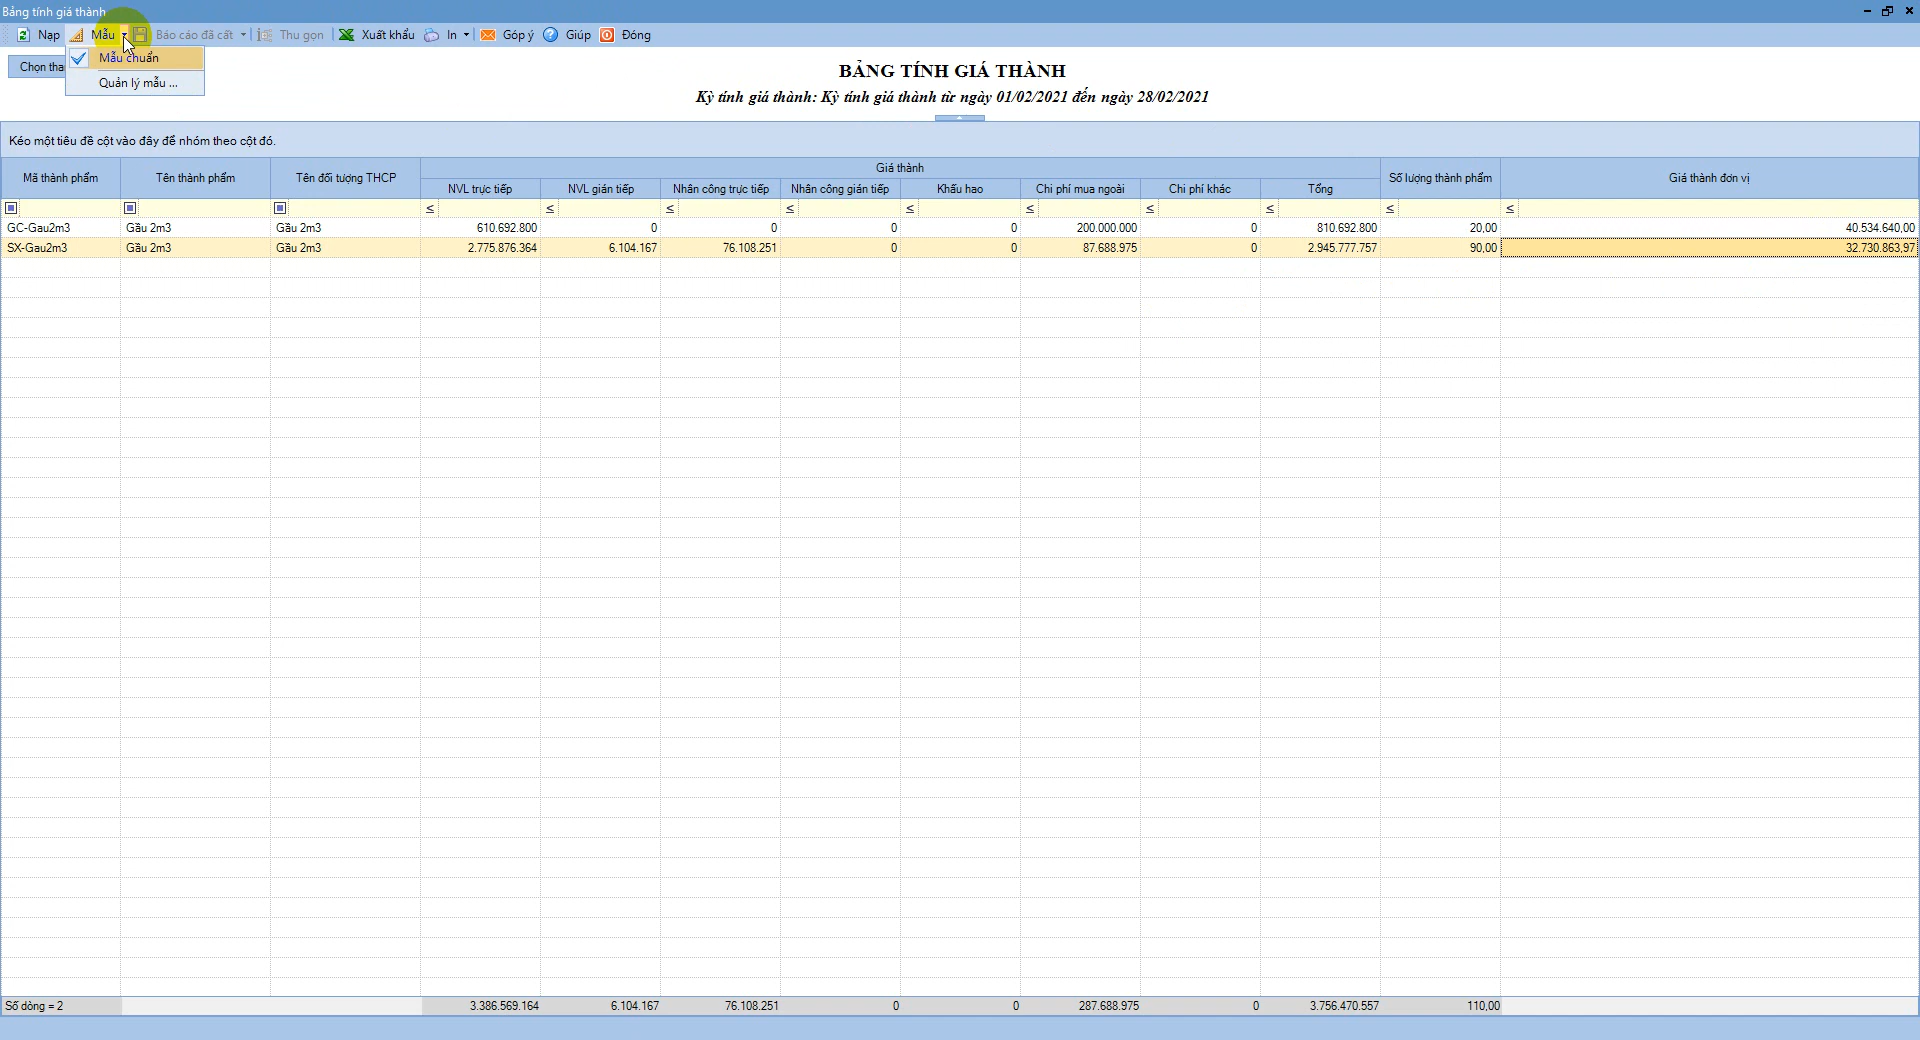 Bảng tính giá thành
Nạp Mẫu Báo cáo đã cất Thu gọn Xuất khẩu In Góp ý Giúp Đóng
Mẫu chuẩn
Chọn tha
Quản lý mẫu ...
BẢNG TÍNH GIÁ THÀNH
Kỳ tính giá thành: Kỳ tính giá thành từ ngày 01/02/2021 đến ngày 28/02/2021
Kéo một tiêu đề cột vào đây để nhóm theo cột đó.
Mã thành phẩm Tên thành phẩm Tên đối tượng THCP Giá thành Số lượng thành phẩm Giá thành đơn vị
NVL trực tiếp NVL gián tiếp Nhân công trực tiếp Nhân công gián tiếp Khấu hao Chi phí mua ngoài Chi phí khác Tổng
≤ ≤ ≤ ≤ ≤ ≤ ≤ ≤ ≤ ≤
GC-Gau2m3 Gầu 2m3 Gầu 2m3 610.692.800 0 0 0 0 200.000.000 0 810.692.800 20,00 40.534.640,00
SX-Gau2m3 Gầu 2m3 Gầu 2m3 2.775.876.364 6.104.167 76.108.251 0 0 87.688.975 0 2.945.777.757 90,00 32.730.863,97
Số dòng = 2 3.386.569.164 6.104.167 76.108.251 0 0 287.688.975 0 3.756.470.557 110,00